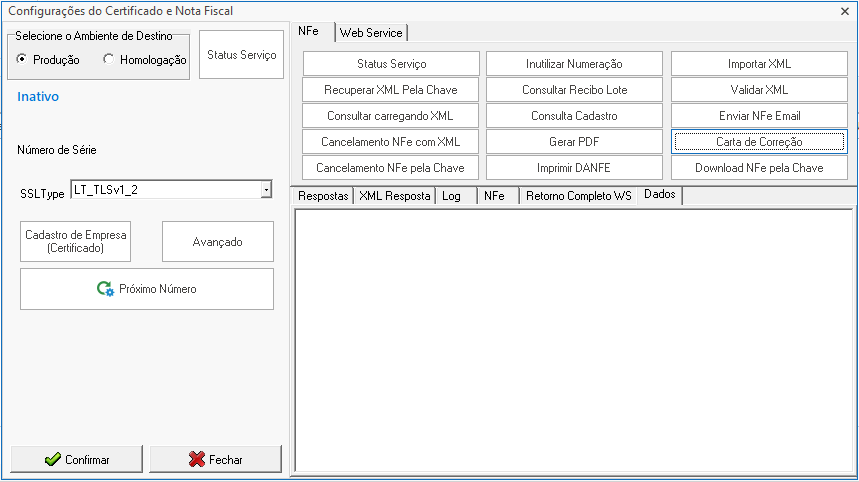 Configurações do Certificado e Nota Fiscal
Selecione o Ambiente de Destino
Produção
Homologação
Status Serviço
Inativo
Número de Série
SSLType
LT_TLSv1_2
Cadastro de Empresa
(Certificado)
Avançado
Próximo Número
Confirmar
Fechar
NFe
Web Service
Status Serviço
Inutilizar Numeração
Importar XML
Recuperar XML Pela Chave
Consultar Recibo Lote
Validar XML
Consultar carregando XML
Consulta Cadastro
Enviar NFe Email
Cancelamento NFe com XML
Gerar PDF
Carta de Correção
Cancelamento NFe pela Chave
Imprimir DANFE
Download NFe pela Chave
Respostas
XML Resposta
Log
NFe
Retorno Completo WS
Dados